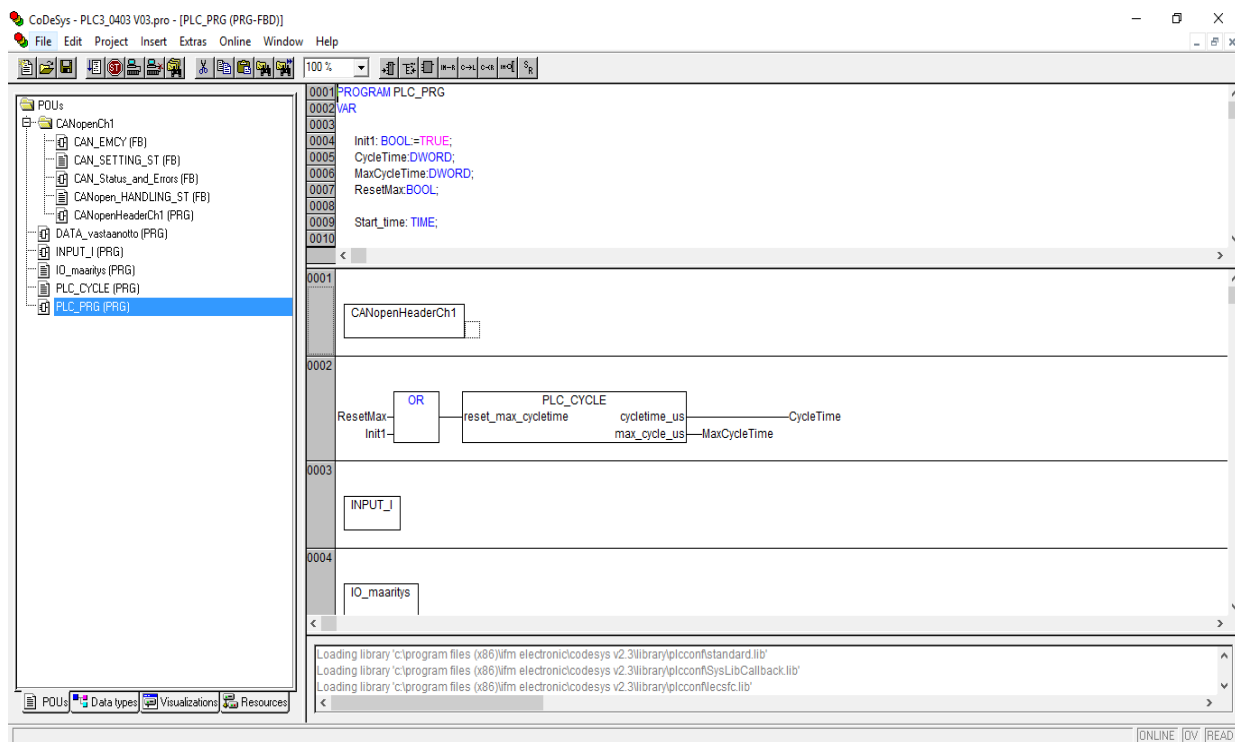 CoDeSys - PLC3_0403 V03.pro - [PLC_PRG (PRG-FBD)]
File Edit Project Insert Extras Online Window Help
100 %
POUs
CANopenCh1
CAN_EMCY (FB)
CAN_SETTING_ST (FB)
CAN_Status_and_Errors (FB)
CANopen_HANDLING_ST (FB)
CANopenHeaderCh1 (PRG)
DATA_vastaanotto (PRG)
INPUT_I (PRG)
IO_maaritys (PRG)
PLC_CYCLE (PRG)
PLC_PRG (PRG)
POUs Data types Visualizations Resources
0001 PROGRAM PLC_PRG
0002 VAR
0003
0004 Init1: BOOL:=TRUE;
0005 CycleTime:DWORD;
0006 MaxCycleTime:DWORD;
0007 ResetMax:BOOL;
0008
0009 Start_time: TIME;
0010
0001
CANopenHeaderCh1
0002
OR PLC_CYCLE
ResetMax reset_max_cycletime cycletime_us CycleTime
Init1 max_cycle_us MaxCycleTime
0003
INPUT_I
0004
IO_maaritys
Loading library 'c:\program files (x86)\ifm electronic\codesys v2.3\library\plcconf\standard.lib'
Loading library 'c:\program files (x86)\ifm electronic\codesys v2.3\library\plcconf\SysLibCallback.lib'
Loading library 'c:\program files (x86)\ifm electronic\codesys v2.3\library\plcconf\Iecsfc.lib'
ONLINE OV READ